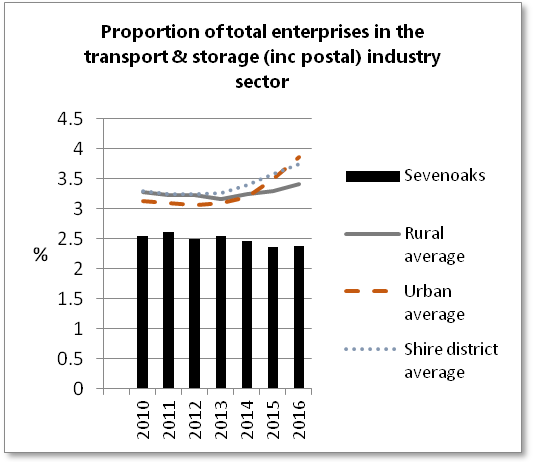 Proportion of total enterprises in the
transport & storage (inc postal) industry
sector
4.5
4
3.5
3
2.5
2
1.5
1
0.5
0
%
2010
2011
2012
2013
2014
2015
2016
Sevenoaks
Rural
average
Urban
average
Shire district
average